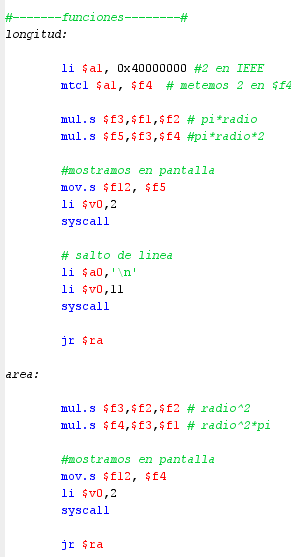 #-------funciones--------#
longitud:
li $a1, 0x40000000 #2 en IEEE
mtc1 $a1, $f4 # metemos 2 en $f4
mul.s $f3,$f1,$f2 # pi*radio
mul.s $f5,$f3,$f4 #pi*radio*2
#mostramos en pantalla
mov.s $f12, $f5
li $v0,2
syscall
# salto de linea
li $a0,'\n'
li $v0,11
syscall
jr $ra
area:
mul.s $f3,$f2,$f2 # radio^2
mul.s $f4,$f3,$f1 # radio^2*pi
#mostramos en pantalla
mov.s $f12, $f4
li $v0,2
syscall
jr $ra